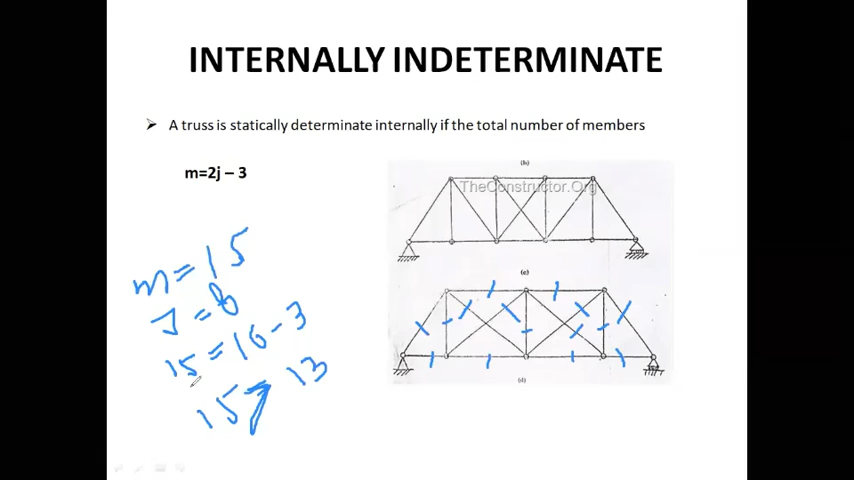 INTERNALLY INDETERMINATE
➤ A truss is statically determinate internally if the total number of members
m=2j – 3
(b)
TheConstructor.Org
(c)
(d)
m = 15
J = 8
15 = 16 - 3
15 > 13